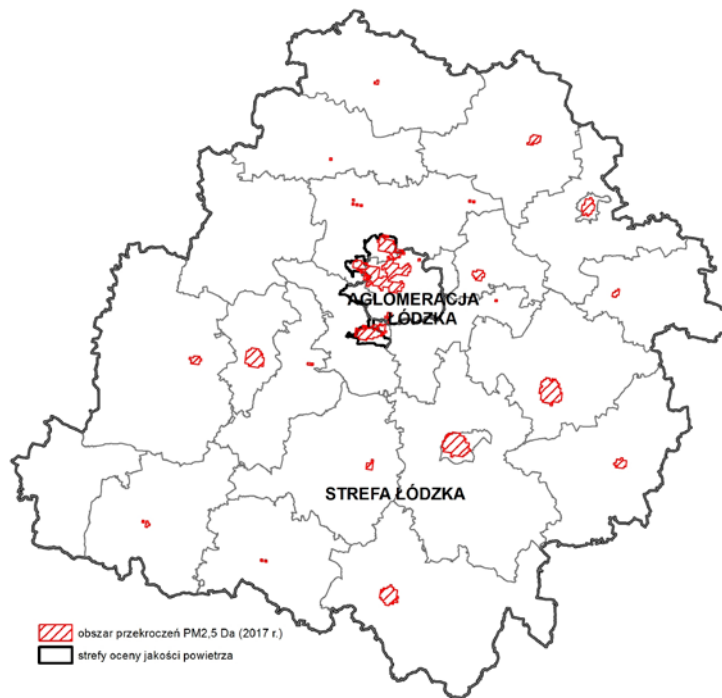 AGLOMERACJA
ŁÓDZKA
STREFA ŁÓDZKA
obszar przekroczeń PM2,5 Da (2017 r.)
strefy oceny jakości powietrza